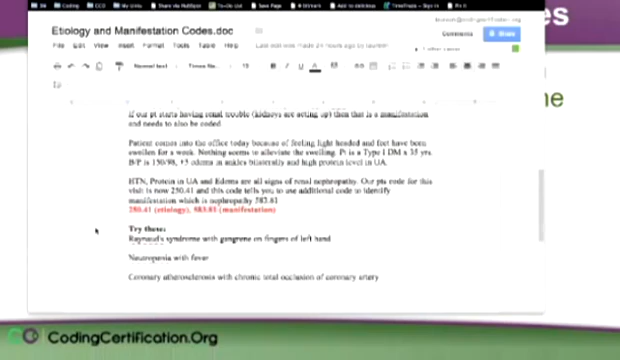 Etiology and Manifestation Codes.doc
File Edit View Insert Format Tools Table Help
Comments
Share
Normal text
if our pt starts having renal trouble (kidneys are acting up) then that is a manifestation
and needs to also be coded
Patient comes into the office today because of feeling light headed and feet have been
swollen for a week. Nothing seems to alleviate the swelling. Pt is a Type I DM x 35 yrs
B/P is 150/98, +5 edema in ankles bilaterally and high protein level in UA.
HTN, Protein in UA and Edema are all signs of renal nephropathy. Our pts code for this
visit is now 250.41 and this code tells you to use additional code to identify
manifestation which is nephropathy 583.81
250.41 (etiology), 583.81 (manifestation)
Try these:
Raynaud's syndrome with gangrene on fingers of left hand
Neutropenia with fever
Coronary atherosclerosis with chronic total occlusion of coronary artery
CodingCertification.Org